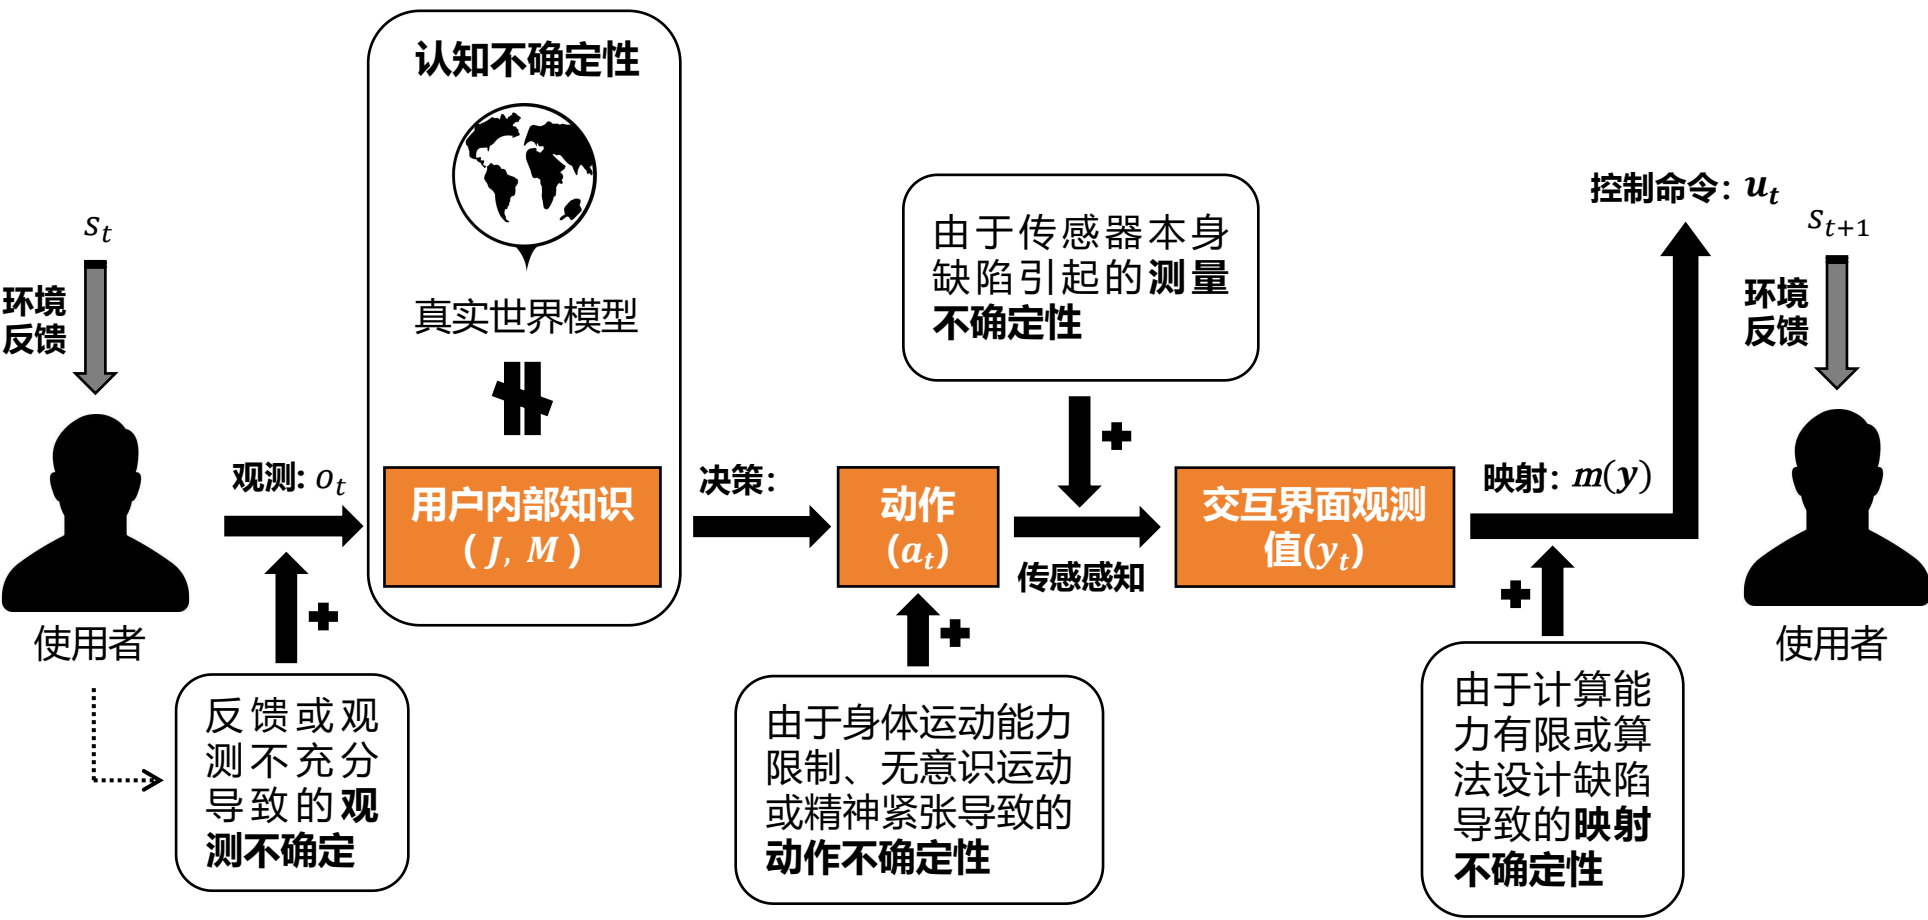 s_t
环境
反馈
使用者
观测: o_t
反馈或观
测不充分
导致的观
测不确定
认知不确定性
真实世界模型
用户内部知识
( J, M )
决策:
动作
(a_t)
由于身体运动能力
限制、无意识运动
或精神紧张导致的
动作不确定性
由于传感器本身
缺陷引起的测量
不确定性
传感感知
交互界面观测
值(y_t)
映射: m(y)
由于计算能
力有限或算
法设计缺陷
导致的映射
不确定性
控制命令: u_t
s_{t+1}
环境
反馈
使用者